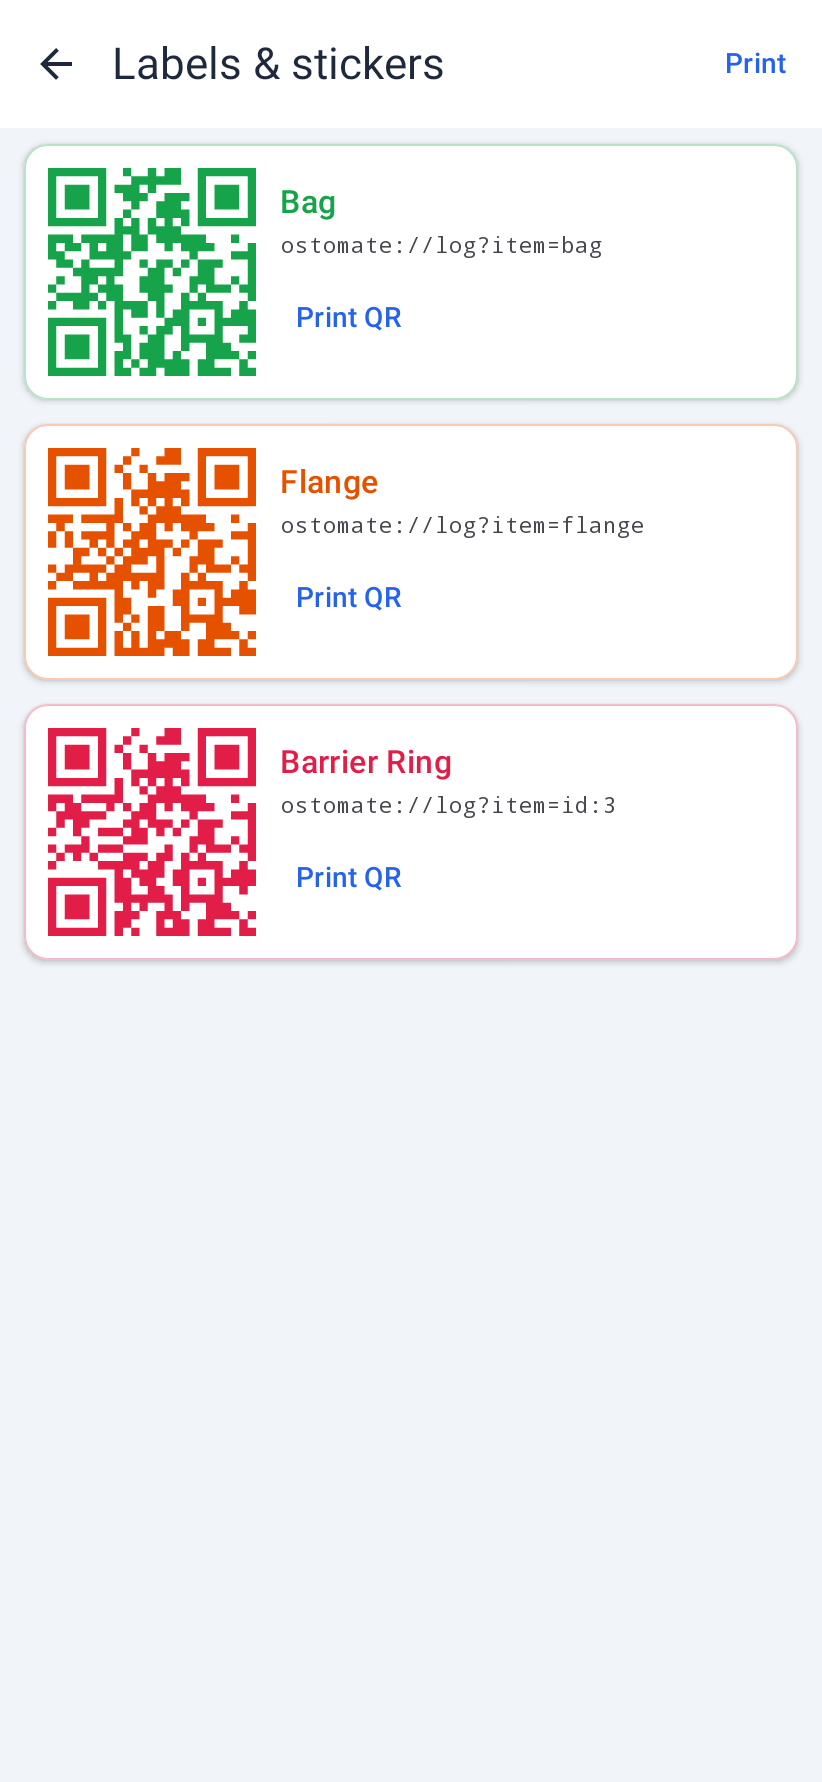 Labels & stickers
Print
Bag
ostomate://log?item=bag
Print QR
Flange
ostomate://log?item=flange
Print QR
Barrier Ring
ostomate://log?item=id:3
Print QR